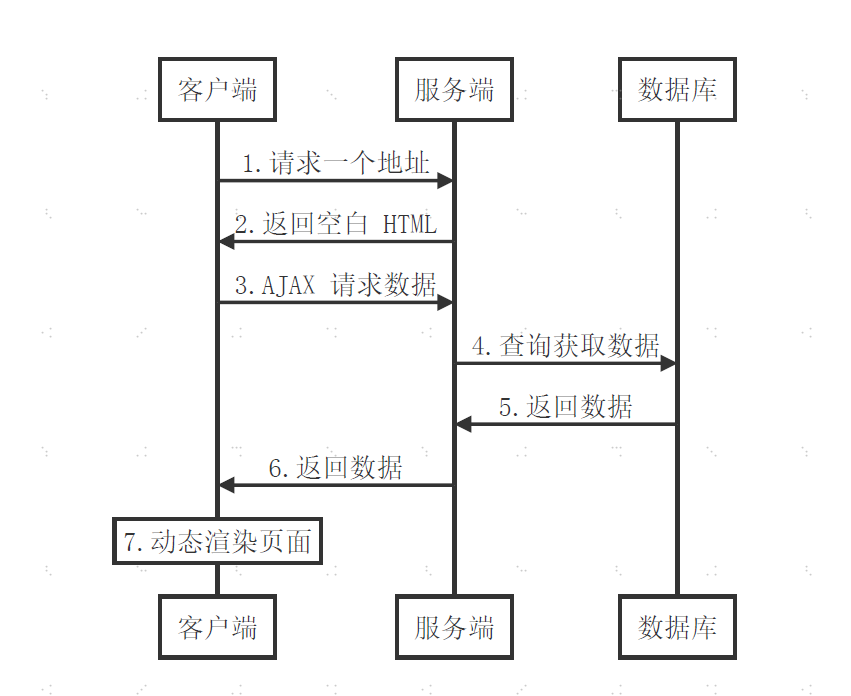 客户端
服务端
数据库
1.请求一个地址
2.返回空白 HTML
3.AJAX 请求数据
4.查询获取数据
5.返回数据
6.返回数据
7.动态渲染页面
客户端
服务端
数据库